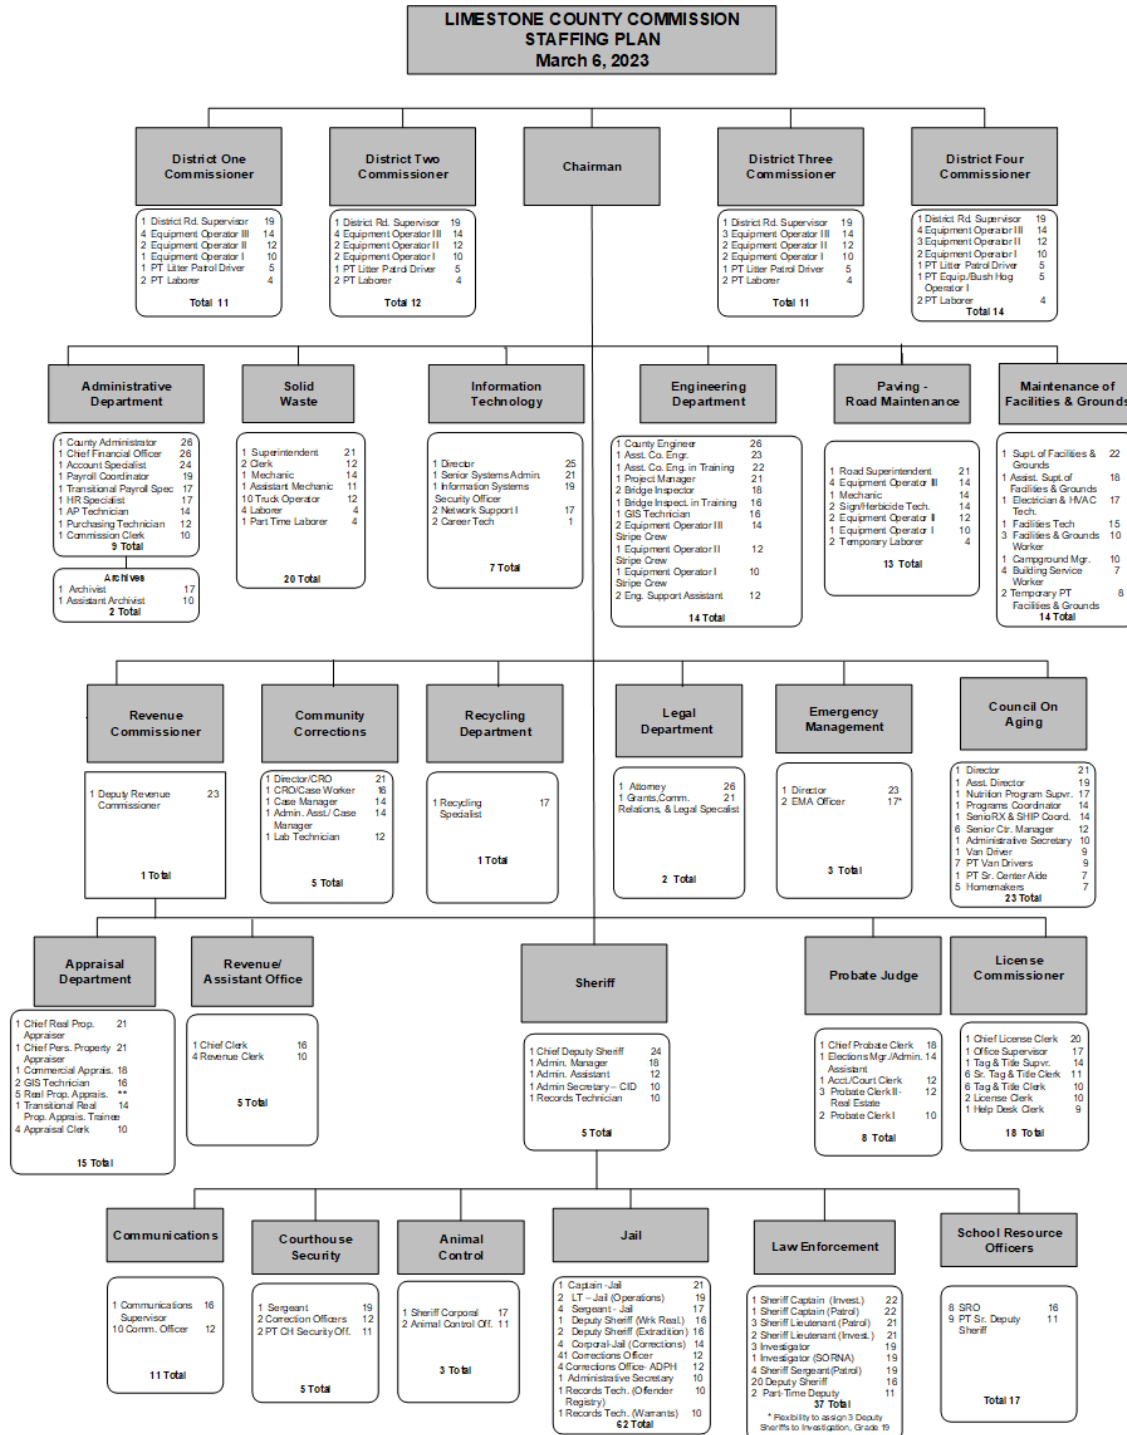 LIMESTONE COUNTY COMMISSION
STAFFING PLAN
March 6, 2023
District One
Commissioner
1 District Rd. Supervisor 19
4 Equipment Operator III 14
2 Equipment Operator II 12
1 Equipment Operator I 10
1 PT Litter Patrol Driver 5
2 PT Laborer 4
Total 11
District Two
Commissioner
1 District Rd. Supervisor 19
4 Equipment Operator III 14
2 Equipment Operator II 12
2 Equipment Operator I 10
1 PT Litter Patrol Driver 5
2 PT Laborer 4
Total 12
Chairman
District Three
Commissioner
1 District Rd. Supervisor 19
3 Equipment Operator III 14
2 Equipment Operator II 12
2 Equipment Operator I 10
1 PT Litter Patrol Driver 5
2 PT Laborer 4
Total 11
District Four
Commissioner
1 District Rd. Supervisor 19
4 Equipment Operator III 14
3 Equipment Operator II 12
2 Equipment Operator I 10
1 PT Litter Patrol Driver 5
1 PT Equip./Bush Hog 5
Operator I
2 PT Laborer 4
Total 14
Administrative
Department
1 County Administrator 26
1 Chief Financial Officer 26
1 Account Specialist 24
1 Payroll Coordinator 19
1 Transitional Payroll Spec 17
1 HR Specialist 17
1 AP Technician 14
1 Purchasing Technician 12
1 Commission Clerk 10
9 Total
Archives
1 Archivist 17
1 Assistant Archivist 10
2 Total
Solid
Waste
1 Superintendent 21
2 Clerk 12
1 Mechanic 14
1 Assistant Mechanic 11
10 Truck Operator 12
4 Laborer 4
1 Part Time Laborer 4
20 Total
Information
Technology
1 Director 25
1 Senior Systems Admin. 21
1 Information Systems 19
Security Officer
2 Network Support I 17
2 Career Tech 1
7 Total
Engineering
Department
1 County Engineer 26
1 Asst. Co. Engr. 23
1 Asst. Co. Eng. in Training 22
1 Project Manager 21
2 Bridge Inspector 18
1 Bridge Inspect. in Training 16
1 GIS Technician 16
2 Equipment Operator III 14
Stripe Crew
1 Equipment Operator II 12
Stripe Crew
1 Equipment Operator I 10
Stripe Crew
2 Eng. Support Assistant 12
14 Total
Paving -
Road Maintenance
1 Road Superintendent 21
4 Equipment Operator III 14
1 Mechanic 14
2 Sign/Herbicide Tech. 14
2 Equipment Operator II 12
1 Equipment Operator I 10
2 Temporary Laborer 4
13 Total
Maintenance of
Facilities & Grounds
1 Supt. of Facilities & 22
Grounds
1 Assist. Supt. of 18
Facilities & Grounds
1 Electrician & HVAC 17
Tech.
1 Facilities Tech 15
3 Facilities & Grounds 10
Worker
1 Campground Mgr. 10
4 Building Service 7
Worker
2 Temporary PT 8
Facilities & Grounds
14 Total
Revenue
Commissioner
1 Deputy Revenue 23
Commissioner
1 Total
Community
Corrections
1 Director/CRO 21
1 CRO/Case Worker 16
1 Case Manager 14
1 Admin. Asst./ Case 14
Manager
1 Lab Technician 12
5 Total
Recycling
Department
1 Recycling 17
Specialist
1 Total
Legal
Department
1 Attorney 26
1 Grants,Comm. 21
Relations, & Legal Specialist
2 Total
Emergency
Management
1 Director 23
2 EMA Officer 17*
3 Total
Council On
Aging
1 Director 21
1 Asst. Director 19
1 Nutrition Program Supvr. 17
1 Programs Coordinator 14
1 SenioRX & SHIP Coord. 14
6 Senior Ctr. Manager 12
1 Administrative Secretary 10
1 Van Driver 9
7 PT Van Drivers 9
1 PT Sr. Center Aide 7
5 Homemakers 7
23 Total
Appraisal
Department
1 Chief Real Prop. 21
Appraiser
1 Chief Pers. Property 21
Appraiser
1 Commercial Apprais. 18
2 GIS Technician 16
5 Real Prop. Apprais. **
1 Transitional Real 14
Prop. Apprais. Trainee
4 Appraisal Clerk 10
15 Total
Revenue/
Assistant Office
1 Chief Clerk 16
4 Revenue Clerk 10
5 Total
Sheriff
1 Chief Deputy Sheriff 24
1 Admin. Manager 18
1 Admin. Assistant 12
1 Admin Secretary – CID 10
1 Records Technician 10
5 Total
Probate Judge
1 Chief Probate Clerk 18
1 Elections Mgr./Admin. 14
Assistant
1 Acct./Court Clerk 12
3 Probate Clerk II- 12
Real Estate
2 Probate Clerk I 10
8 Total
License
Commissioner
1 Chief License Clerk 20
1 Office Supervisor 17
1 Tag & Title Supvr. 14
6 Sr. Tag & Title Clerk 11
6 Tag & Title Clerk 10
2 License Clerk 10
1 Help Desk Clerk 9
18 Total
Communications
1 Communications 16
Supervisor
10 Comm. Officer 12
11 Total
Courthouse
Security
1 Sergeant 19
2 Correction Officers 12
2 PT CH Security Off. 11
5 Total
Animal
Control
1 Sheriff Corporal 17
2 Animal Control Off. 11
3 Total
Jail
1 Captain -Jail 21
2 LT – Jail (Operations) 19
4 Sergeant - Jail 17
1 Deputy Sheriff (Wrk Real.) 16
2 Deputy Sheriff (Extradition) 16
4 Corporal-Jail (Corrections) 14
41 Corrections Officer 12
4 Corrections Office- ADPH 12
1 Administrative Secretary 10
1 Records Tech. (Offender 10
Registry)
1 Records Tech. (Warrants) 10
62 Total
Law Enforcement
1 Sheriff Captain (Invest.) 22
1 Sheriff Captain (Patrol) 22
3 Sheriff Lieutenant (Patrol) 21
2 Sheriff Lieutenant (Invest.) 21
3 Investigator 19
1 Investigator (SORNA) 19
4 Sheriff Sergeant (Patrol) 19
20 Deputy Sheriff 16
2 Part-Time Deputy 11
37 Total
* Flexibility to assign 3 Deputy
Sheriffs to Investigation, Grade 19
School Resource
Officers
8 SRO 16
9 PT Sr. Deputy 11
Sheriff
Total 17